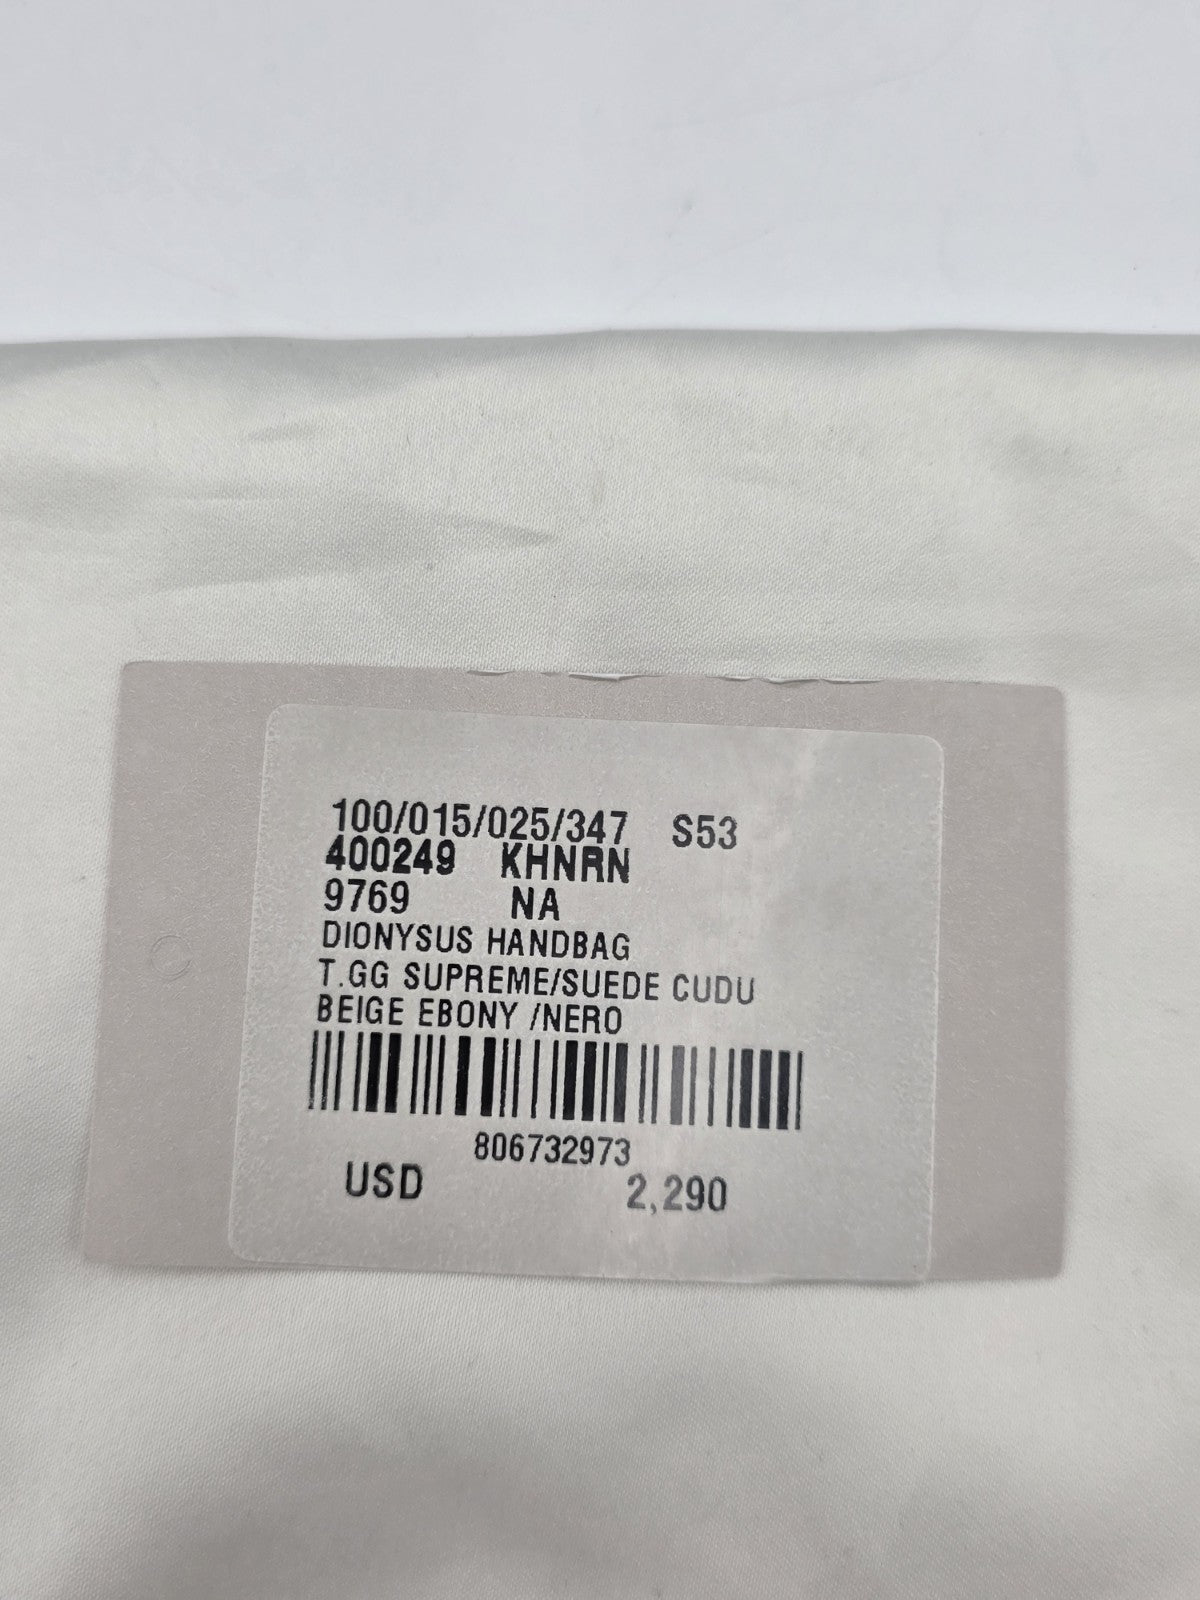 100/015/025/347 S53
400249 KHNRN
9769 NA
DIONYSUS HANDBAG
T.GG SUPREME/SUEDE CUDU
BEIGE EBONY /NERO
806732973
USD 2,290